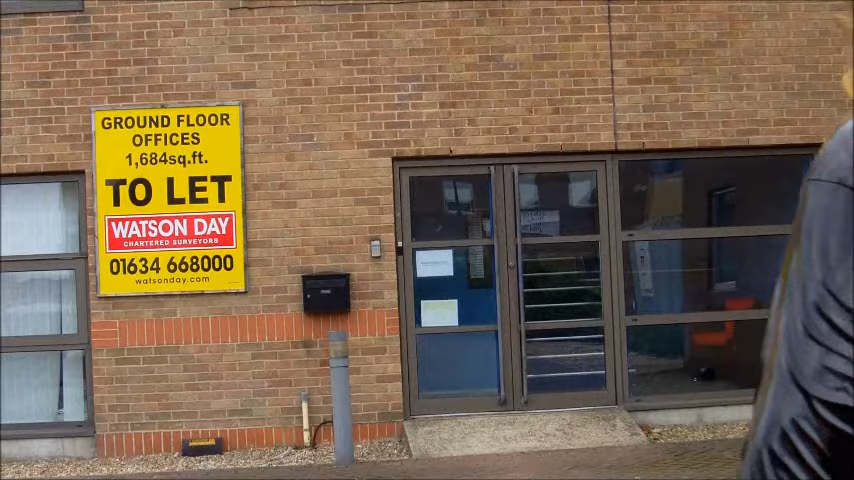 GROUND FLOOR
OFFICES
1,684sq.ft.
TO LET
WATSON DAY
CHARTERED SURVEYORS
01634 668000
watsonday.com